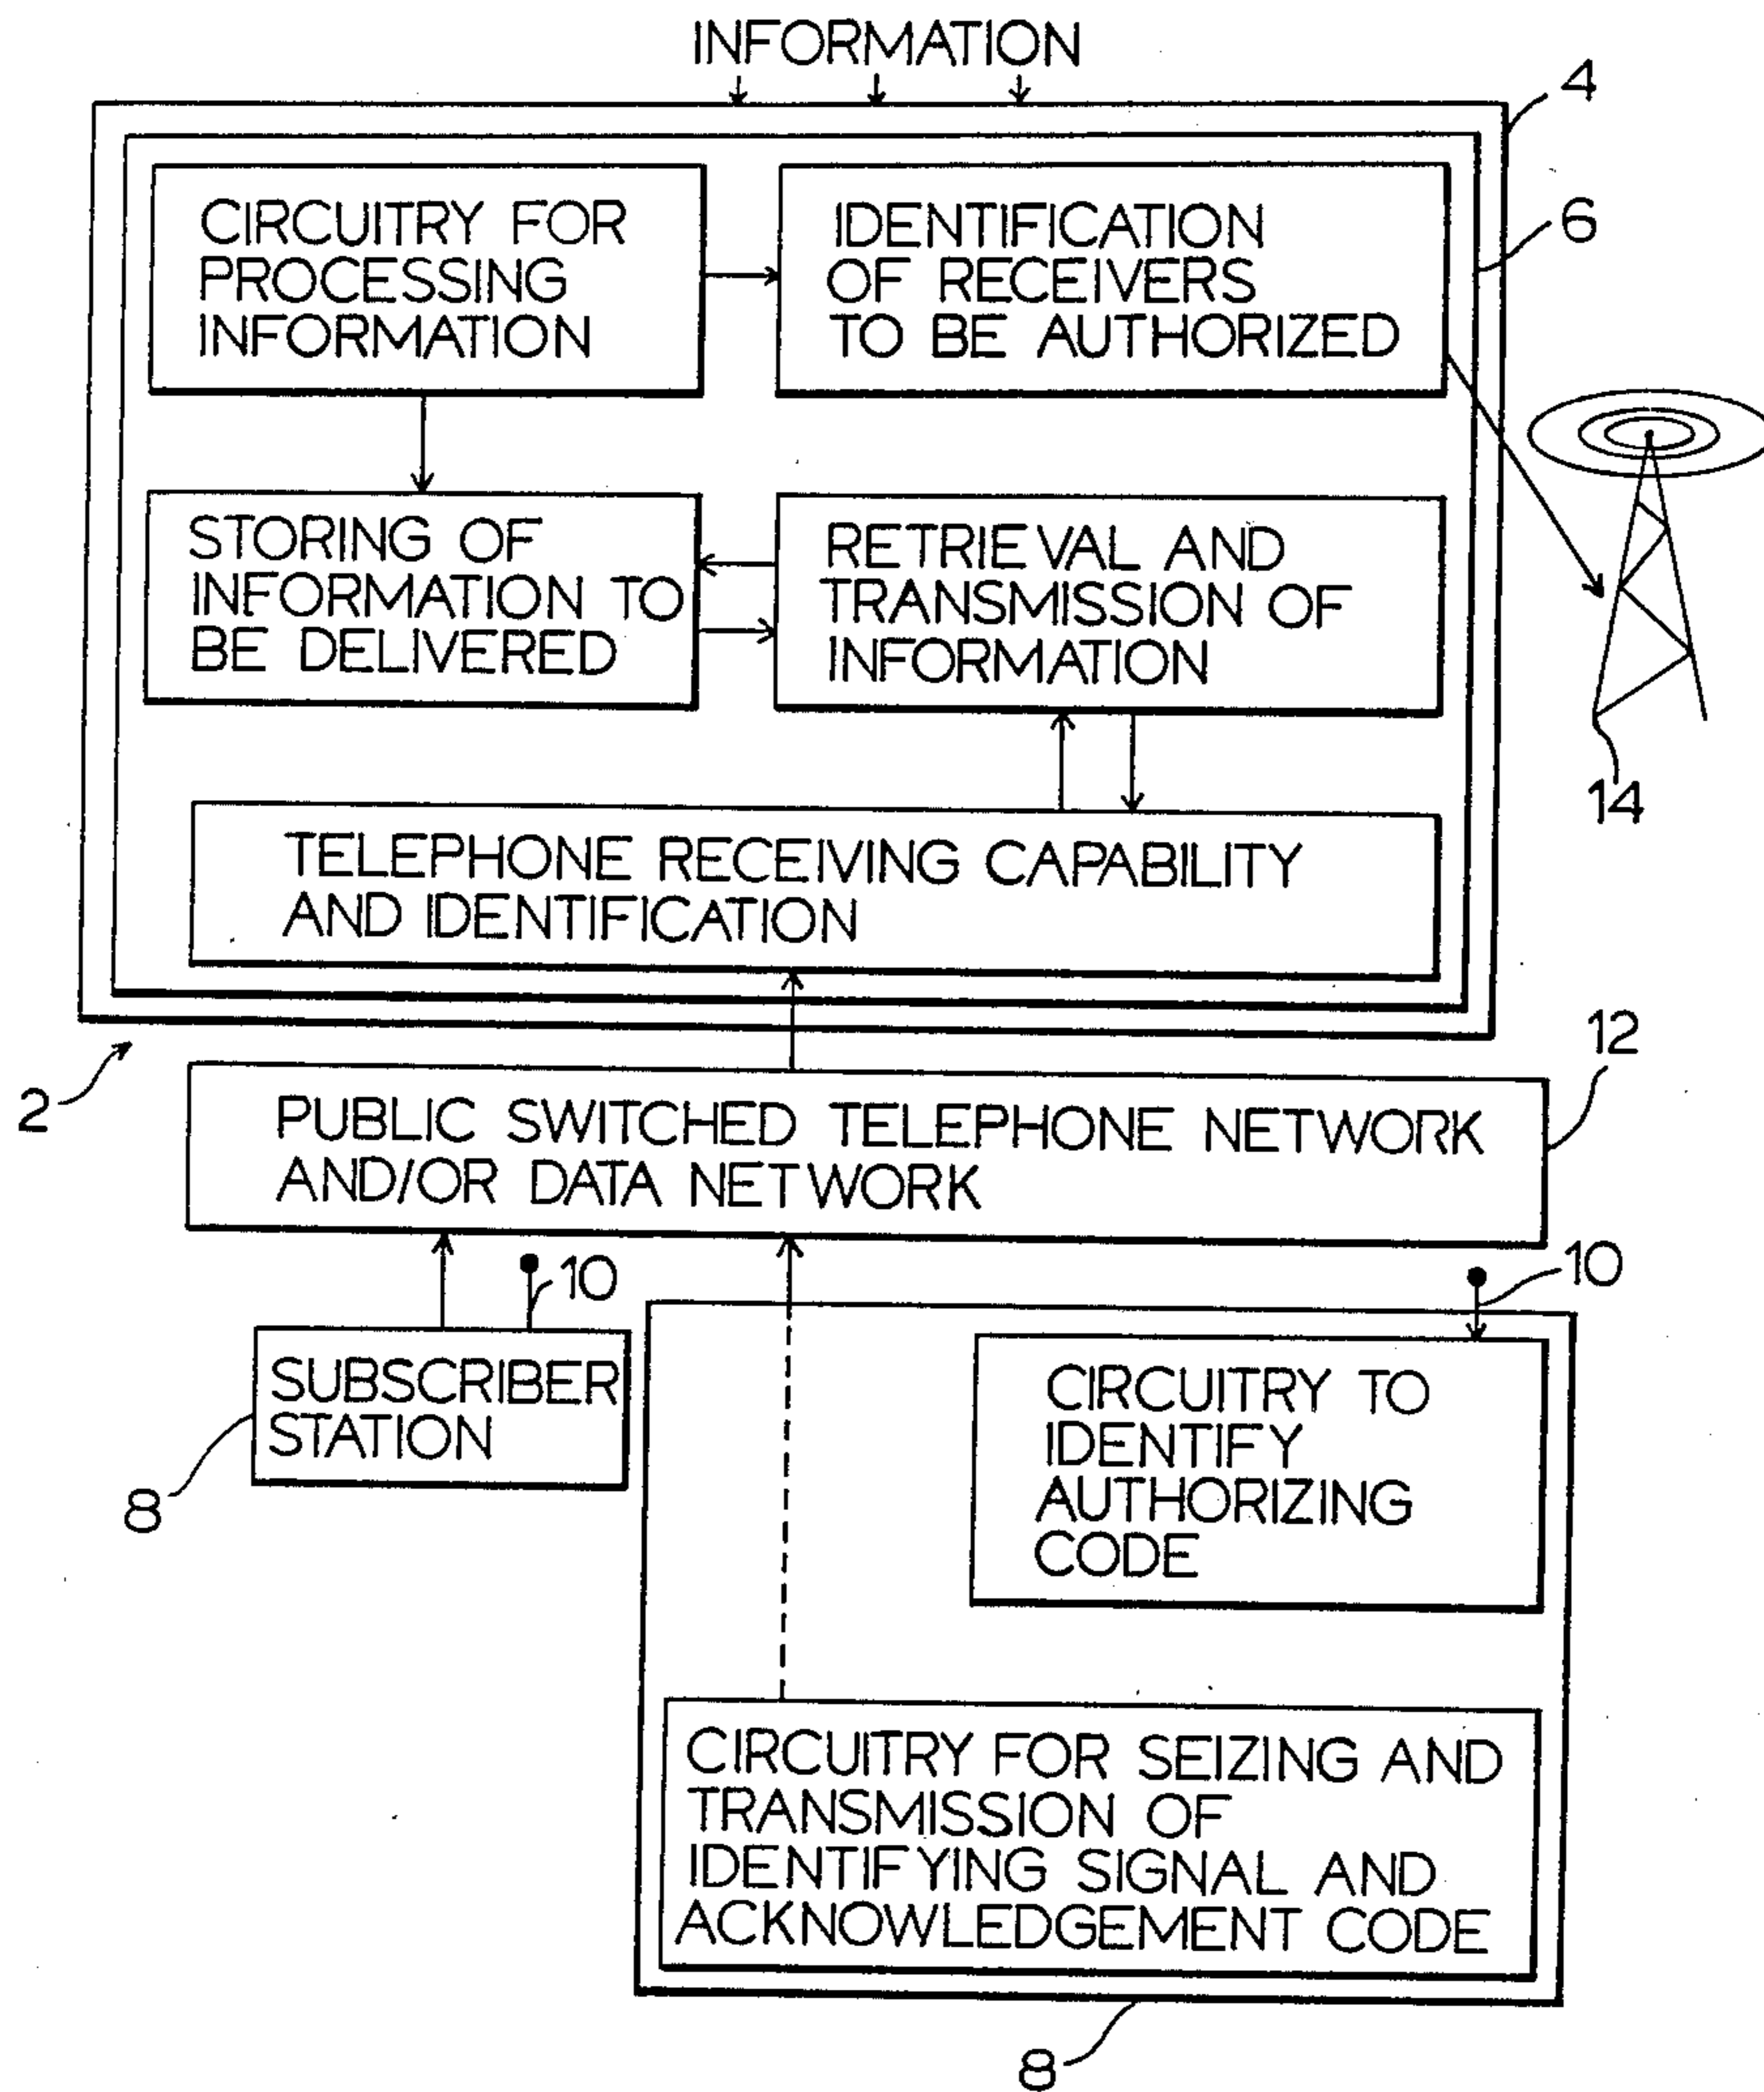 INFORMATION
4
CIRCUITRY FOR
PROCESSING
INFORMATION
IDENTIFICATION
OF RECEIVERS
TO BE AUTHORIZED
6
STORING OF
INFORMATION TO
BE DELIVERED
RETRIEVAL AND
TRANSMISSION OF
INFORMATION
14
TELEPHONE RECEIVING CAPABILITY
AND IDENTIFICATION
2
12
PUBLIC SWITCHED TELEPHONE NETWORK
AND/OR DATA NETWORK
10
10
SUBSCRIBER
STATION
8
CIRCUITRY TO
IDENTIFY
AUTHORIZING
CODE
CIRCUITRY FOR SEIZING AND
TRANSMISSION OF
IDENTIFYING SIGNAL AND
ACKNOWLEDGEMENT CODE
8